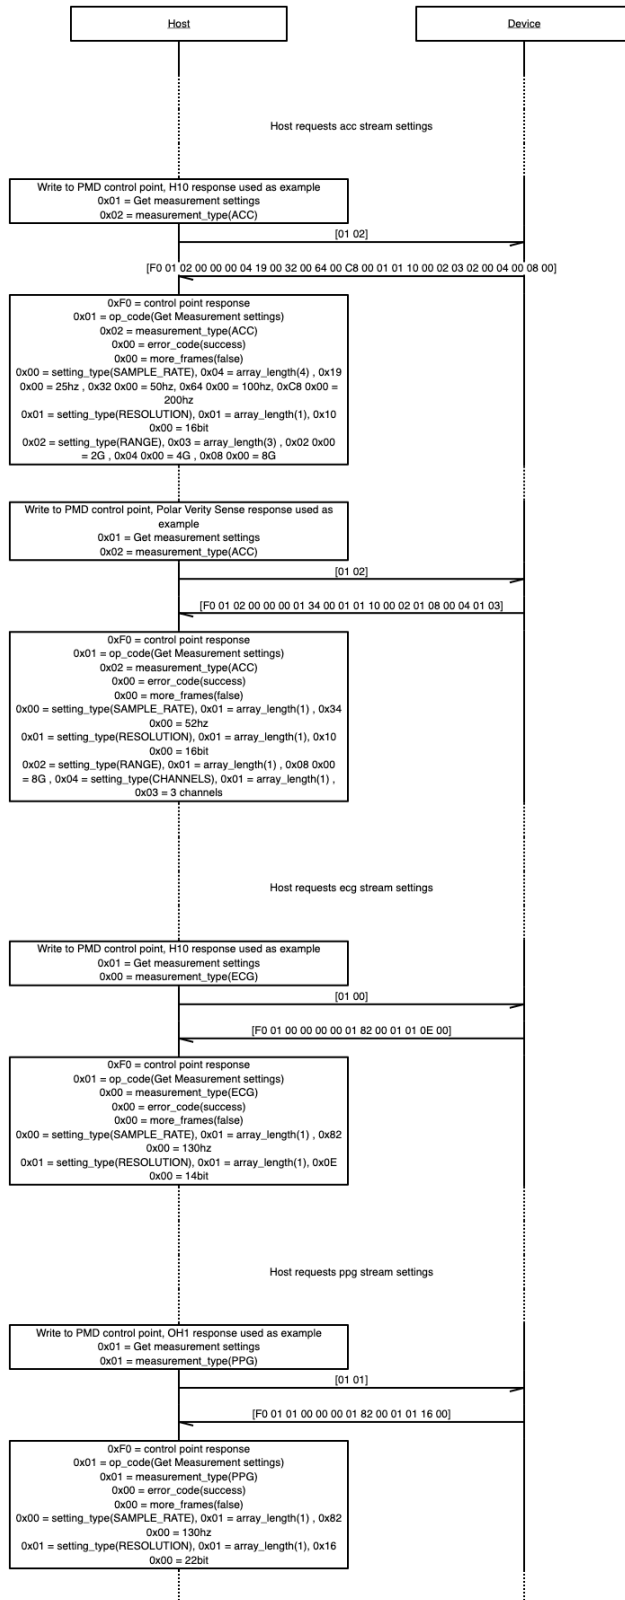 Host
Device
Host requests acc stream settings
Write to PMD control point, H10 response used as example
0x01 = Get measurement settings
0x02 = measurement_type(ACC)
[01 02]
[F0 01 02 00 00 00 04 19 00 32 00 64 00 C8 00 01 01 10 00 02 03 02 00 04 00 08 00]
0xF0 = control point response
0x01 = op_code(Get Measurement settings)
0x02 = measurement_type(ACC)
0x00 = error_code(success)
0x00 = more_frames(false)
0x00 = setting_type(SAMPLE_RATE), 0x04 = array_length(4) , 0x19
0x00 = 25hz , 0x32 0x00 = 50hz, 0x64 0x00 = 100hz, 0xC8 0x00 =
200hz
0x01 = setting_type(RESOLUTION), 0x01 = array_length(1), 0x10
0x00 = 16bit
0x02 = setting_type(RANGE), 0x03 = array_length(3) , 0x02 0x00
= 2G , 0x04 0x00 = 4G , 0x08 0x00 = 8G
Write to PMD control point, Polar Verity Sense response used as
example
0x01 = Get measurement settings
0x02 = measurement_type(ACC)
[01 02]
[F0 01 02 00 00 00 01 34 00 01 01 10 00 02 01 08 00 04 01 03]
0xF0 = control point response
0x01 = op_code(Get Measurement settings)
0x02 = measurement_type(ACC)
0x00 = error_code(success)
0x00 = more_frames(false)
0x00 = setting_type(SAMPLE_RATE), 0x01 = array_length(1) , 0x34
0x00 = 52hz
0x01 = setting_type(RESOLUTION), 0x01 = array_length(1), 0x10
0x00 = 16bit
0x02 = setting_type(RANGE), 0x01 = array_length(1) , 0x08 0x00
= 8G , 0x04 = setting_type(CHANNELS), 0x01 = array_length(1) ,
0x03 = 3 channels
Host requests ecg stream settings
Write to PMD control point, H10 response used as example
0x01 = Get measurement settings
0x00 = measurement_type(ECG)
[01 00]
[F0 01 00 00 00 00 01 82 00 01 01 0E 00]
0xF0 = control point response
0x01 = op_code(Get Measurement settings)
0x00 = measurement_type(ECG)
0x00 = error_code(success)
0x00 = more_frames(false)
0x00 = setting_type(SAMPLE_RATE), 0x01 = array_length(1) , 0x82
0x00 = 130hz
0x01 = setting_type(RESOLUTION), 0x01 = array_length(1), 0x0E
0x00 = 14bit
Host requests ppg stream settings
Write to PMD control point, OH1 response used as example
0x01 = Get measurement settings
0x01 = measurement_type(PPG)
[01 01]
[F0 01 01 00 00 00 01 82 00 01 01 16 00]
0xF0 = control point response
0x01 = op_code(Get Measurement settings)
0x01 = measurement_type(PPG)
0x00 = error_code(success)
0x00 = more_frames(false)
0x00 = setting_type(SAMPLE_RATE), 0x01 = array_length(1) , 0x82
0x00 = 130hz
0x01 = setting_type(RESOLUTION), 0x01 = array_length(1), 0x16
0x00 = 22bit